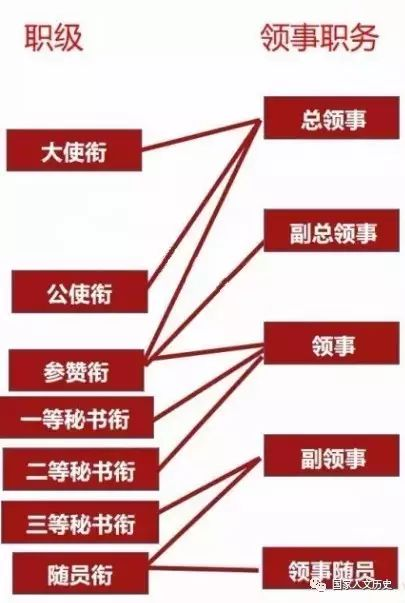 职级 领事职务
总领事
大使衔
副总领事
公使衔
领事
参赞衔
一等秘书衔
二等秘书衔
副领事
三等秘书衔
随员衔
领事随员
国家人文历史